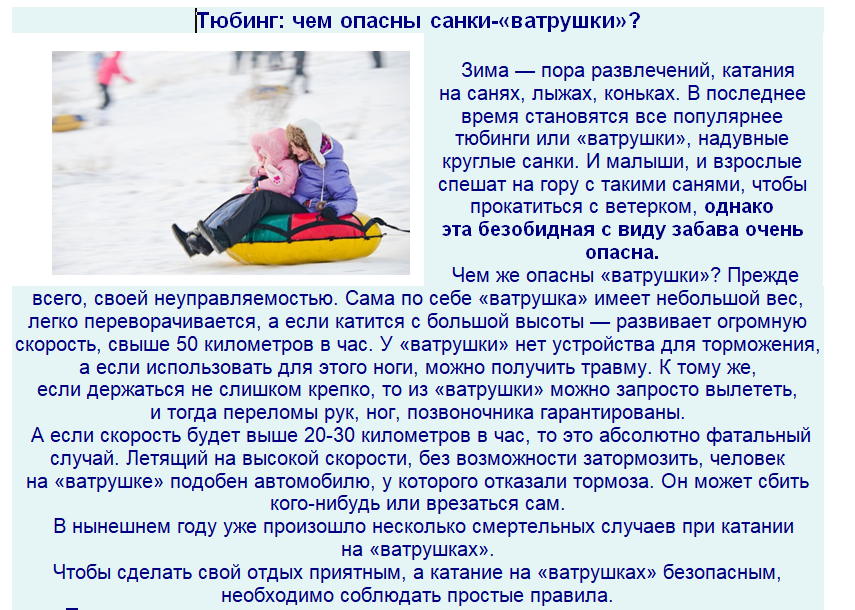 Тюбинг: чем опасны санки-«ватрушки»?
Зима — пора развлечений, катания
на санях, лыжах, коньках. В последнее
время становятся все популярнее
тюбинги или «ватрушки», надувные
круглые санки. И малыши, и взрослые
спешат на гору с такими санями, чтобы
прокатиться с ветерком, однако
эта безобидная с виду забава очень
опасна.
Чем же опасны «ватрушки»? Прежде
всего, своей неуправляемостью. Сама по себе «ватрушка» имеет небольшой вес,
легко переворачивается, а если катится с большой высоты — развивает огромную
скорость, свыше 50 километров в час. У «ватрушки» нет устройства для торможения,
а если использовать для этого ноги, можно получить травму. К тому же,
если держаться не слишком крепко, то из «ватрушки» можно запросто вылететь,
и тогда переломы рук, ног, позвоночника гарантированы.
А если скорость будет выше 20-30 километров в час, то это абсолютно фатальный
случай. Летящий на высокой скорости, без возможности затормозить, человек
на «ватрушке» подобен автомобилю, у которого отказали тормоза. Он может сбить
кого-нибудь или врезаться сам.
В нынешнем году уже произошло несколько смертельных случаев при катании
на «ватрушках».
Чтобы сделать свой отдых приятным, а катание на «ватрушках» безопасным,
необходимо соблюдать простые правила.